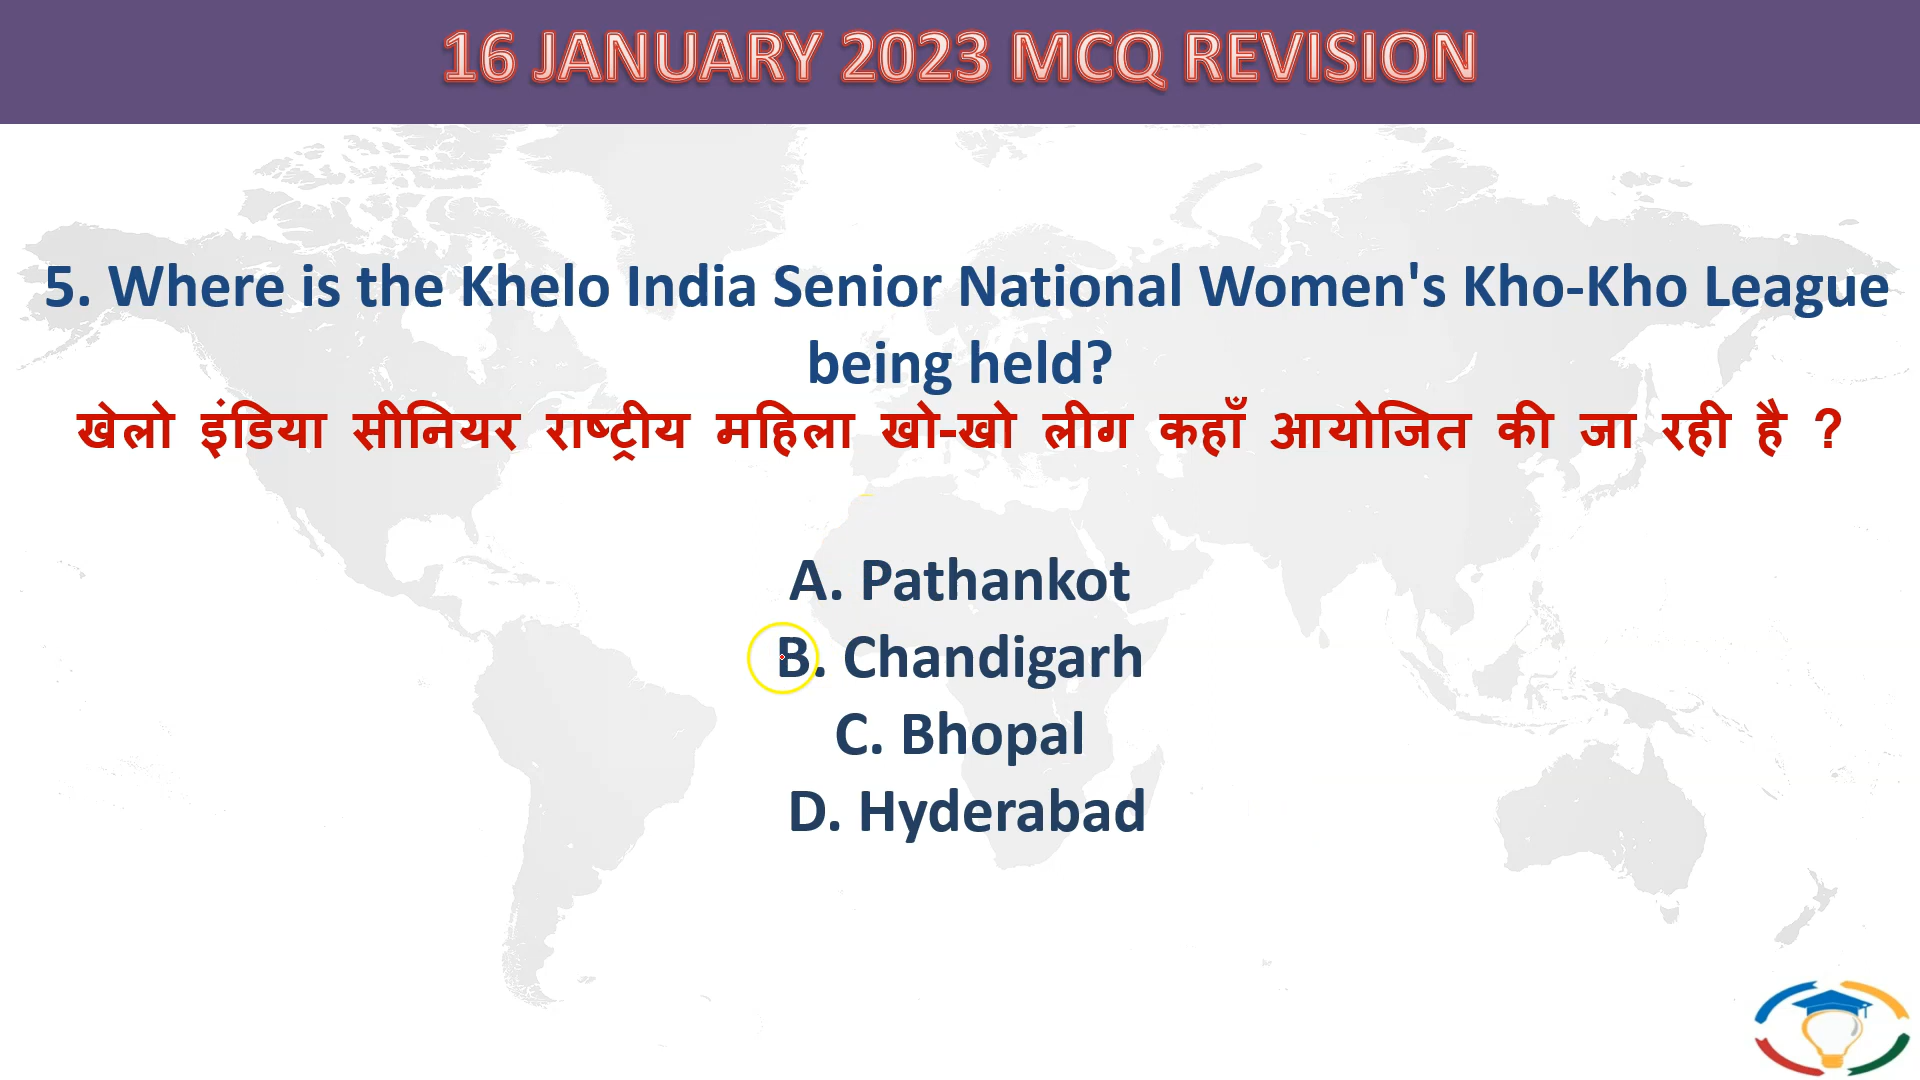 16 JANUARY 2023 MCQ REVISION
5. Where is the Khelo India Senior National Women's Kho-Kho League
being held?
खेलो इंडिया सीनियर राष्ट्रीय महिला खो-खो लीग कहाँ आयोजित की जा रही है ?
A. Pathankot
B. Chandigarh
C. Bhopal
D. Hyderabad